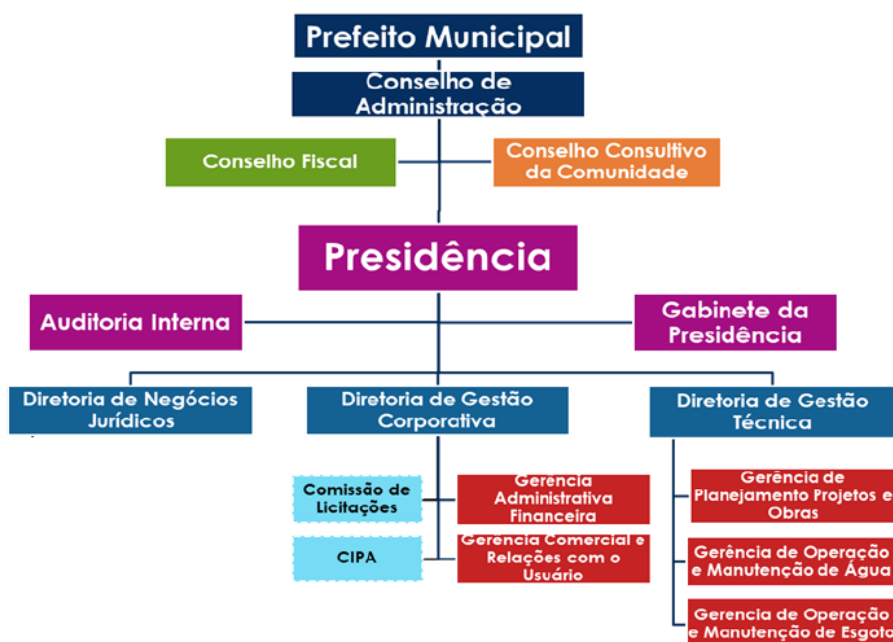 Prefeito Municipal
Conselho de
Administração
Conselho Fiscal
Conselho Consultivo
da Comunidade
Presidência
Auditoria Interna
Gabinete da
Presidência
Diretoria de Negócios
Jurídicos
Diretoria de Gestão
Corporativa
Diretoria de Gestão
Técnica
Comissão de
Licitações
Gerência
Administrativa
Financeira
Gerência de
Planejamento Projetos e
Obras
CIPA
Gerência Comercial e
Relações com o
Usuário
Gerência de Operação
e Manutenção de Água
Gerencia de Operação
e Manutenção de Esgoto